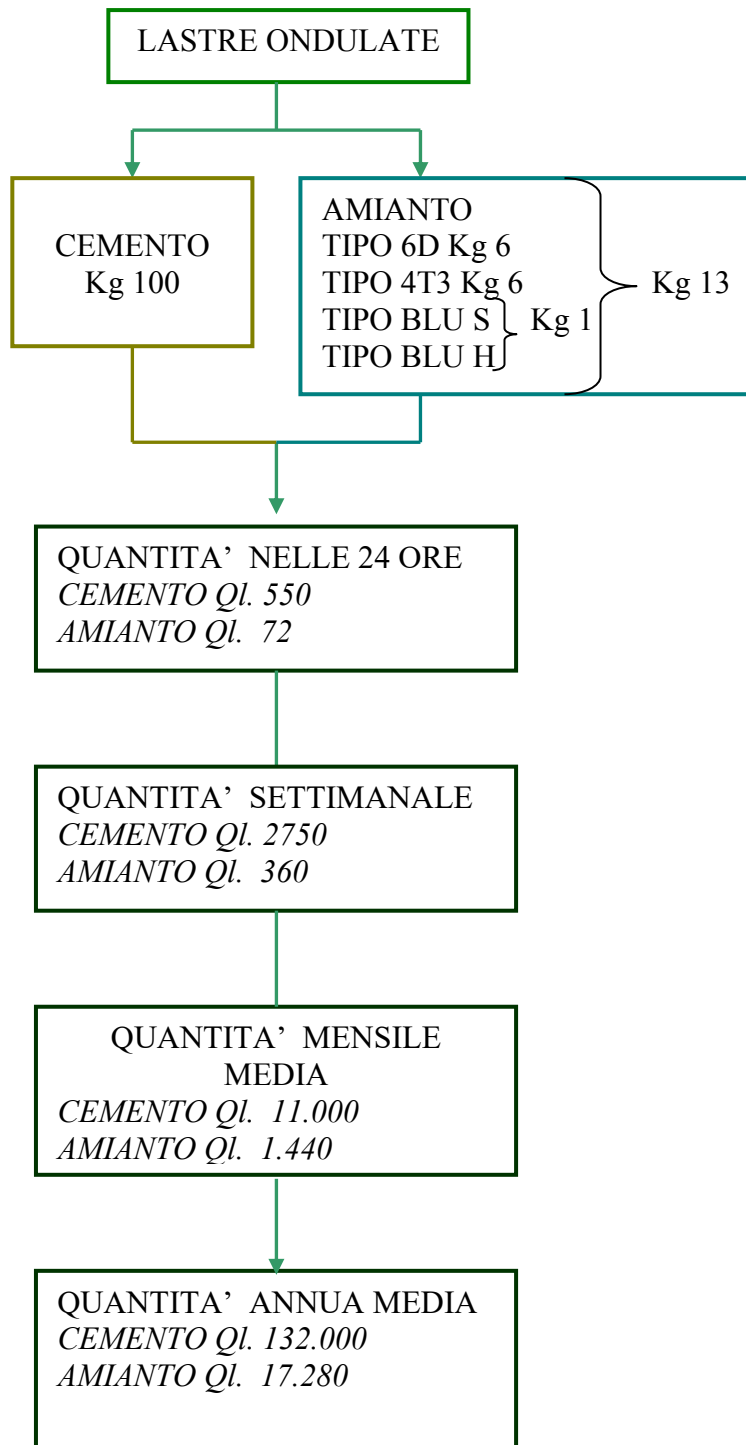 LASTRE ONDULATE
CEMENTO
Kg 100
AMIANTO
TIPO 6D Kg 6
TIPO 4T3 Kg 6
TIPO BLU S
TIPO BLU H
Kg 1
Kg 13
QUANTITA’ NELLE 24 ORE
CEMENTO Ql. 550
AMIANTO Ql. 72
QUANTITA’ SETTIMANALE
CEMENTO Ql. 2750
AMIANTO Ql. 360
QUANTITA’ MENSILE
MEDIA
CEMENTO Ql. 11.000
AMIANTO Ql. 1.440
QUANTITA’ ANNUA MEDIA
CEMENTO Ql. 132.000
AMIANTO Ql. 17.280